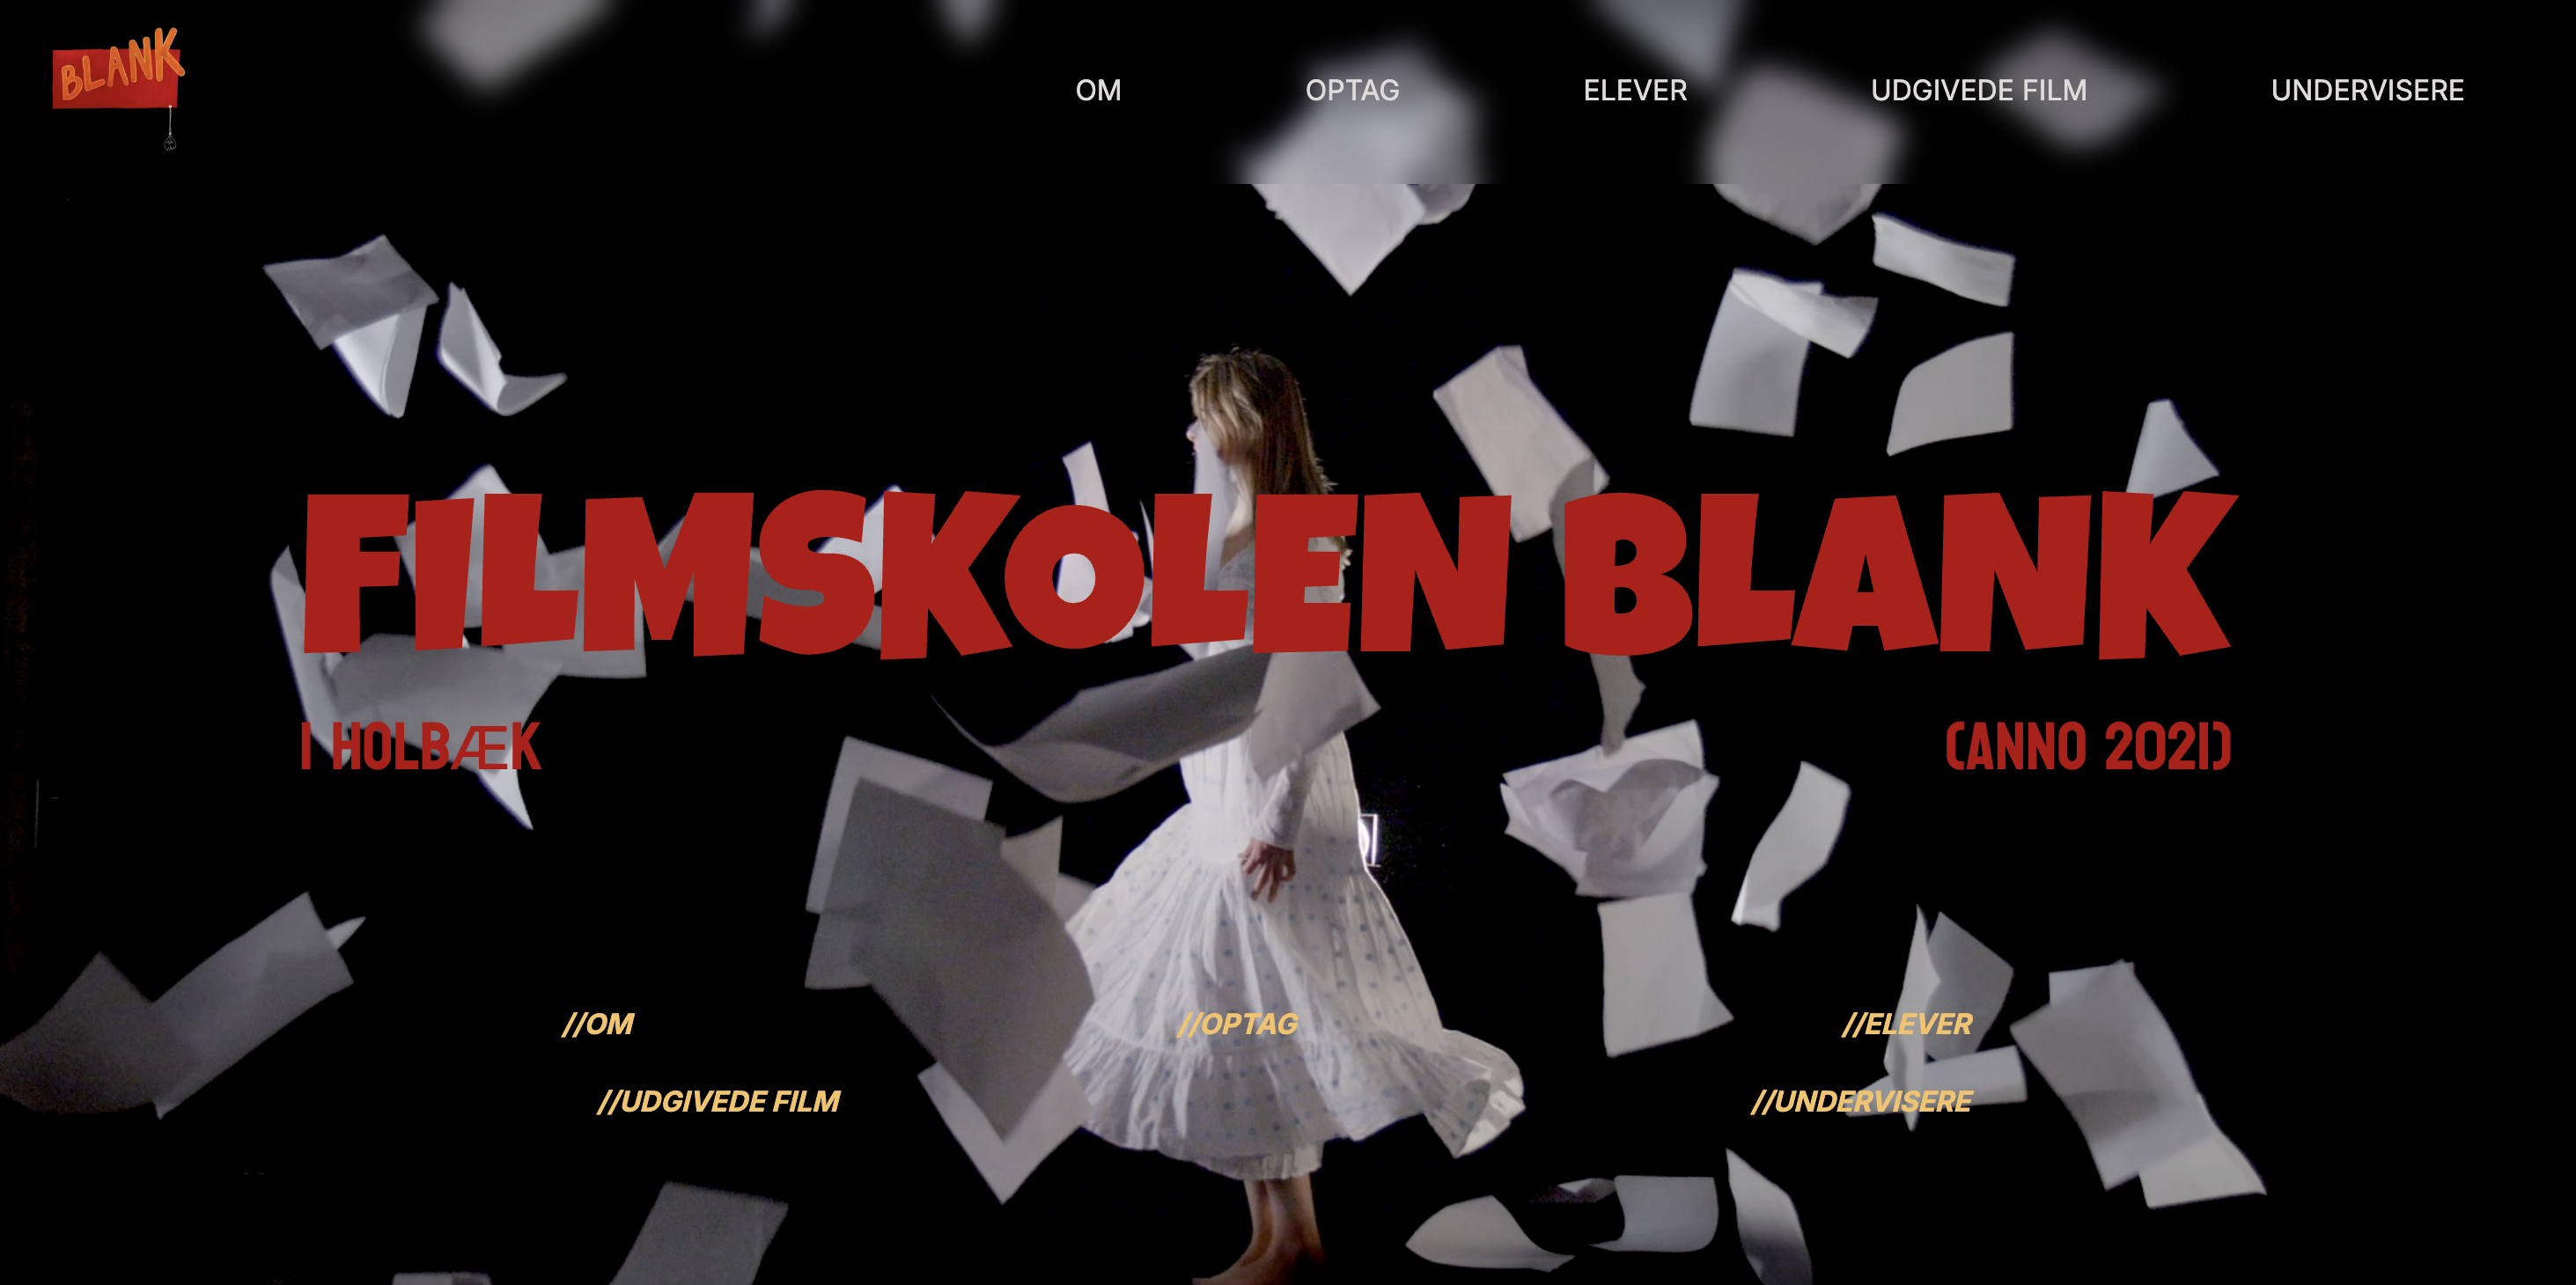 BLANK
OM OPTAG ELEVER UDGIVEDE FILM UNDERVISERE
FILMSKOLEN BLANK
I HOLBÆK (ANNO 2021)
//OM //OPTAG //ELEVER
//UDGIVEDE FILM //UNDERVISERE